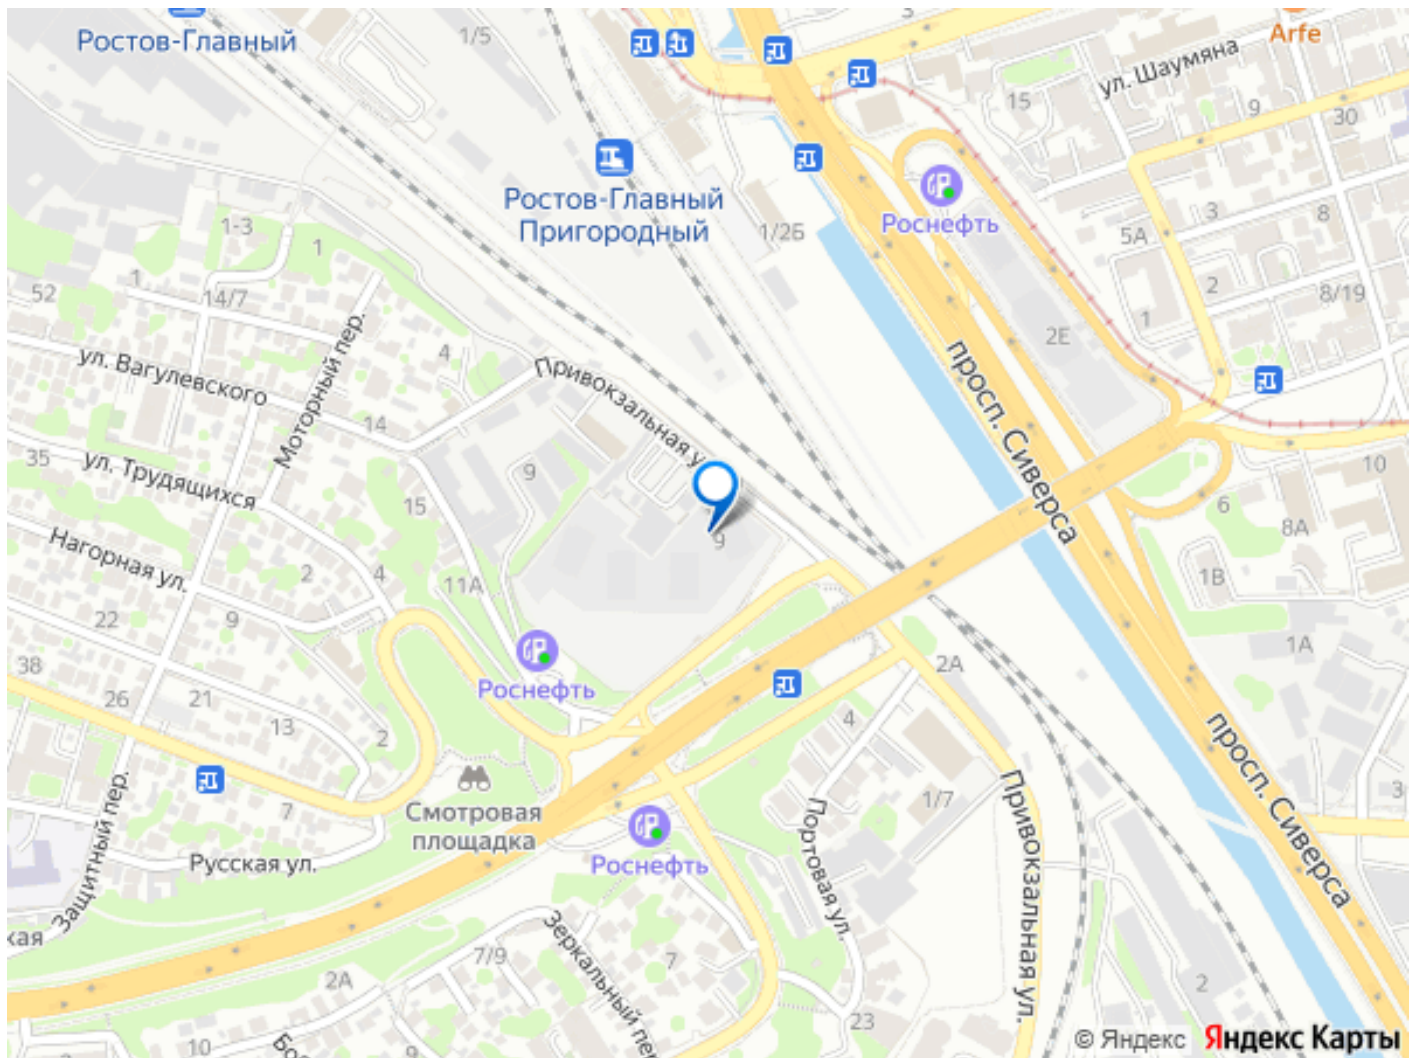 Ростов-Главный
1/5
3
Arfe
ул. Шаумяна
15
9
30
Ростов-Главный
Пригородный
Роснефть
1/2б
1-3
1
3
8
5А
52
1
14/7
2
8/19
1
2Е
Моторный пер.
4
ул. Вагулевского
Привокзальная у
просп. Сиверса
14
35
ул. Трудящихся
9
15
10
6
8А
9
Нагорная ул.
2
4
11А
1В
22
9
1А
38
2А
Роснефть
26
21
13
2
4
просп. Сиверса
Смотровая
площадка
7
1/7
3
Защитный пер.
Русская ул.
Роснефть
Портовая ул.
Привокзальная ул.
кая
7/9
Зеркальный пер
7
2А
2
23
10
Бол
© Яндекс Яндекс Карты